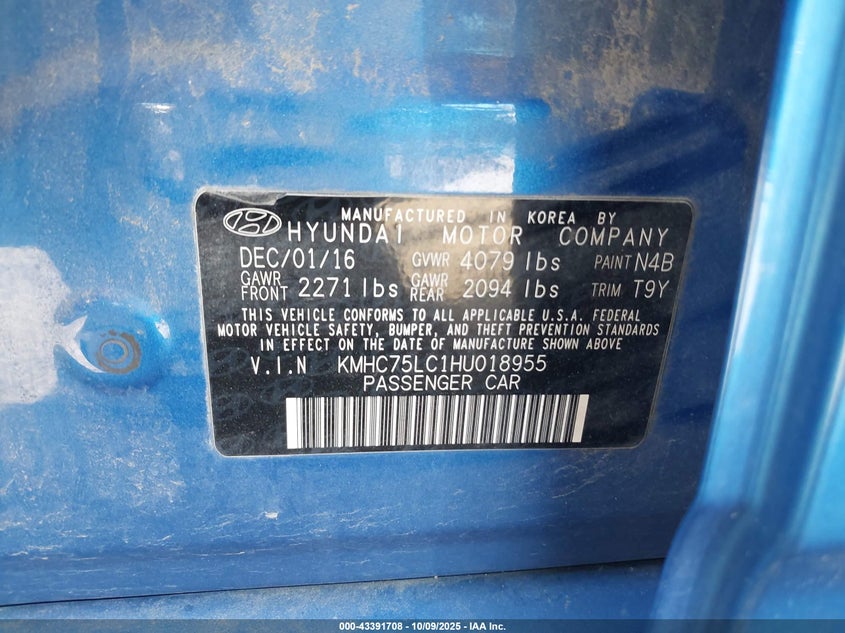 MANUFACTURED IN KOREA BY
HYUNDAI MOTOR COMPANY
DEC/01/16 GVWR 4079 lbs PAINT N4B
GAWR FRONT 2271 lbs GAWR REAR 2094 lbs TRIM T9Y
THIS VEHICLE CONFORMS TO ALL APPLICABLE U.S.A. FEDERAL
MOTOR VEHICLE SAFETY, BUMPER, AND THEFT PREVENTION STANDARDS
IN EFFECT ON THE DATE OF MANUFACTURE SHOWN ABOVE
V.I.N KMHC75LC1HU018955
PASSENGER CAR
000-43391708 - 10/09/2025 - IAA Inc.